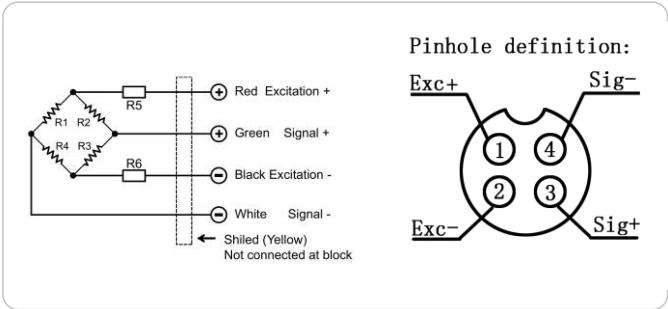 R1
R2
R4
R3
R5
R6
Red Excitation +
Green Signal +
Black Excitation -
White Signal -
Shiled (Yellow)
Not connected at block
Pinhole definition:
Exc+
Sig-
1
4
2
3
Exc-
Sig+